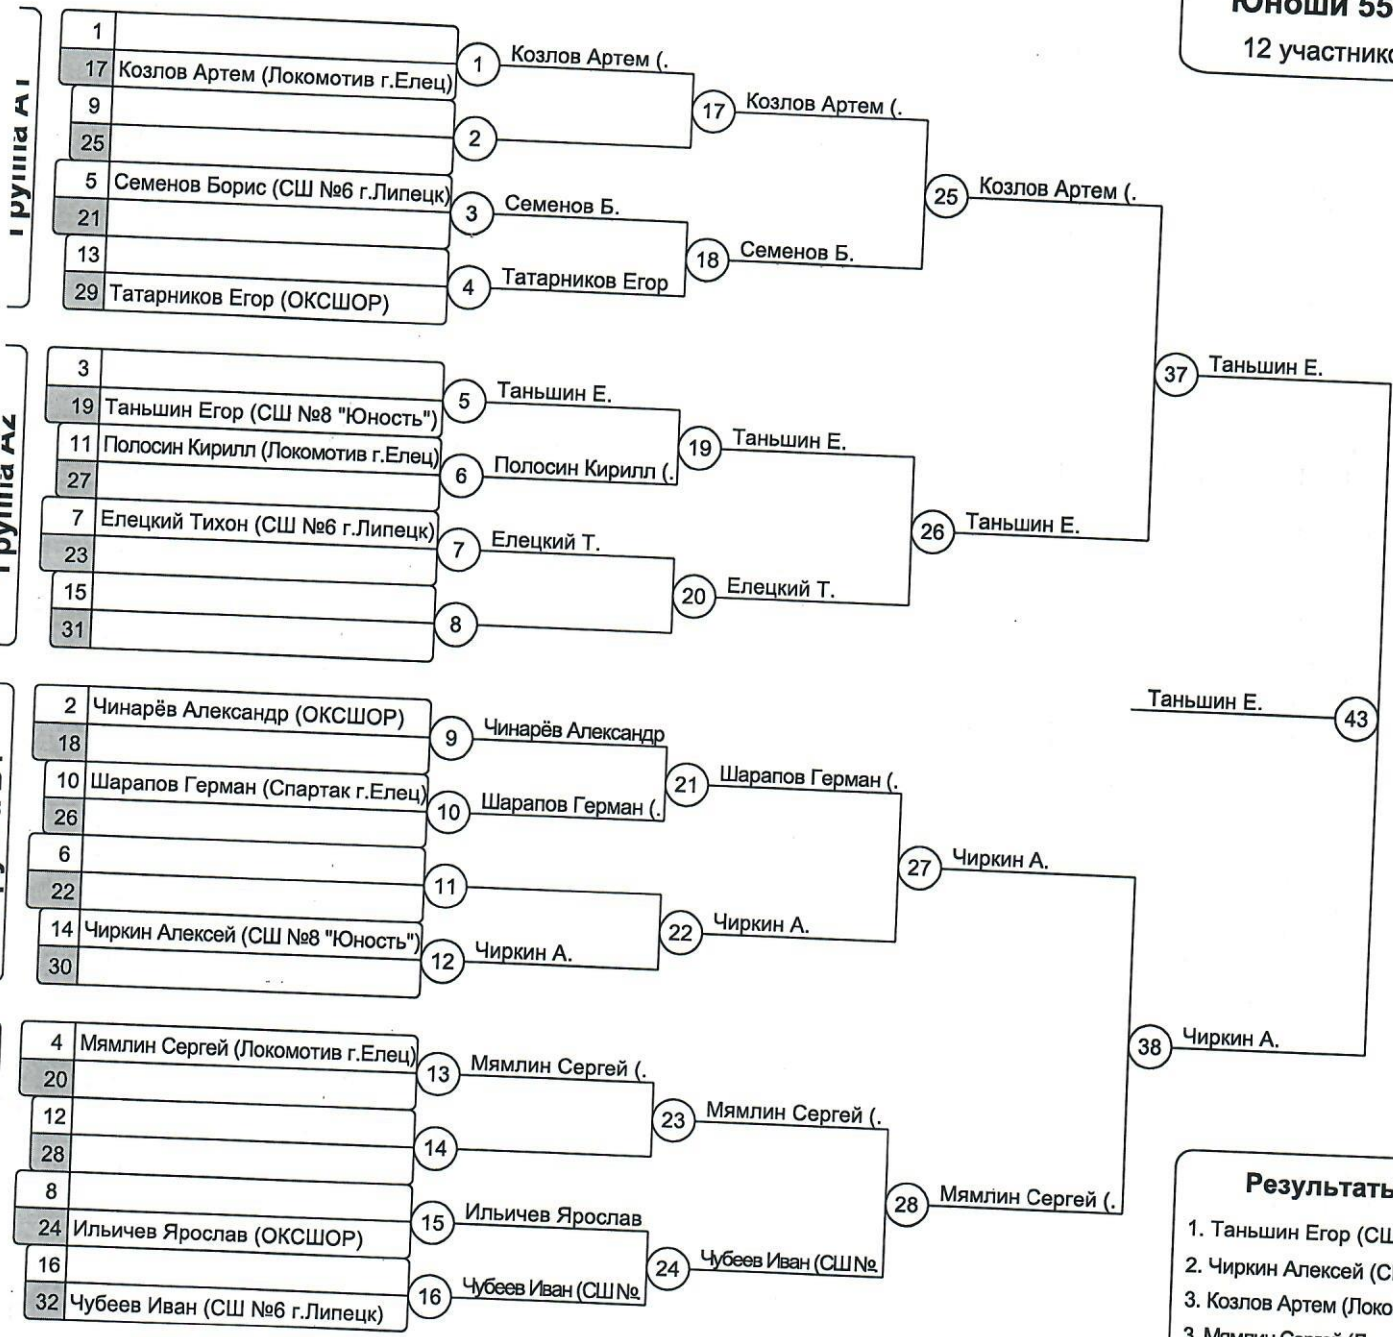 Юноши 55
12 участнико
Группа А1
1
17 Козлов Артем (Локомотив г.Елец)
9
25
5 Семенов Борис (СШ №6 г.Липецк)
21
13
29 Татарников Егор (ОКСШОР)
1 Козлов Артем (.
2
3 Семенов Б.
4 Татарников Егор
17 Козлов Артем (.
18 Семенов Б.
25 Козлов Артем (.
Группа А2
3
19 Таньшин Егор (СШ №8 "Юность")
11 Полосин Кирилл (Локомотив г.Елец)
27
7 Елецкий Тихон (СШ №6 г.Липецк)
23
15
31
5 Таньшин Е.
6 Полосин Кирилл (.
7 Елецкий Т.
8
19 Таньшин Е.
20 Елецкий Т.
26 Таньшин Е.
37 Таньшин Е.
2 Чинарёв Александр (ОКСШОР)
18
10 Шарапов Герман (Спартак г.Елец)
26
6
22
14 Чиркин Алексей (СШ №8 "Юность")
30
9 Чинарёв Александр
10 Шарапов Герман (.
11
12 Чиркин А.
21 Шарапов Герман (.
22 Чиркин А.
27 Чиркин А.
Таньшин Е. 43
4 Мямлин Сергей (Локомотив г.Елец)
20
12
28
8
24 Ильичев Ярослав (ОКСШОР)
16
32 Чубеев Иван (СШ №6 г.Липецк)
13 Мямлин Сергей (.
14
15 Ильичев Ярослав
16 Чубеев Иван (СШ №
23 Мямлин Сергей (.
24 Чубеев Иван (СШ №
28 Мямлин Сергей (.
38 Чиркин А.
Результаты
1. Таньшин Егор (СШ
2. Чиркин Алексей (С
3. Козлов Артем (Локо
3. Мямлин Сергей